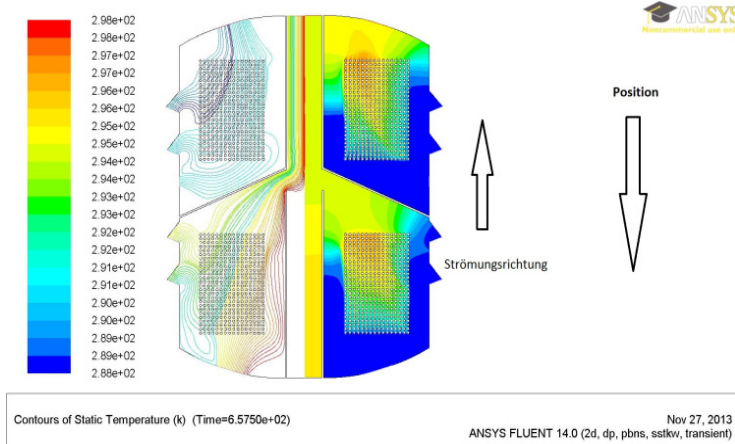 2.98e+02
2.98e+02
2.97e+02
2.96e+02
2.96e+02
2.95e+02
2.95e+02
2.94e+02
2.94e+02
2.93e+02
2.93e+02
2.92e+02
2.92e+02
2.91e+02
2.91e+02
2.90e+02
2.90e+02
2.89e+02
2.89e+02
2.88e+02
ANSYS
Noncommercial use only
Position
Strömungsrichtung
Contours of Static Temperature (k) (Time=6.5750e+02)
Nov 27, 2013
ANSYS FLUENT 14.0 (2d, dp, pbns, sstkw, transient)